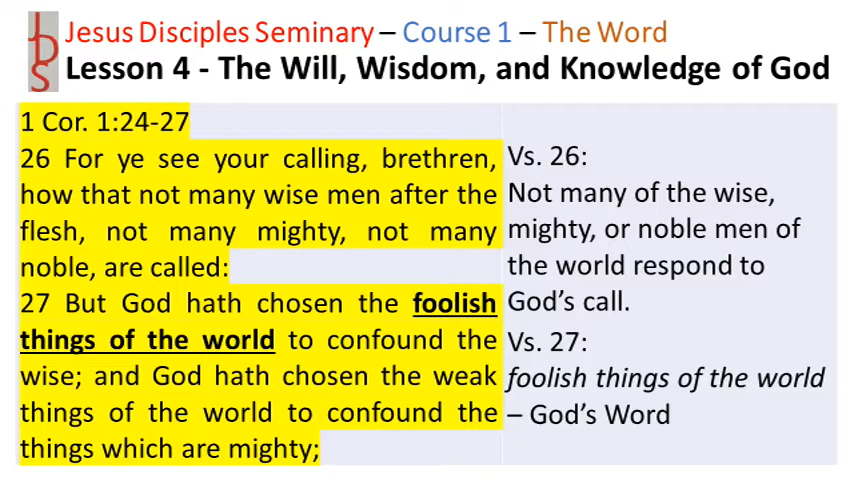 JDS
Jesus Disciples Seminary – Course 1 – The Word
Lesson 4 - The Will, Wisdom, and Knowledge of God
1 Cor. 1:24-27
26 For ye see your calling, brethren,
how that not many wise men after the
flesh, not many mighty, not many
noble, are called:
27 But God hath chosen the foolish
things of the world to confound the
wise; and God hath chosen the weak
things of the world to confound the
things which are mighty;
Vs. 26:
Not many of the wise,
mighty, or noble men of
the world respond to
God’s call.
Vs. 27:
foolish things of the world
– God’s Word